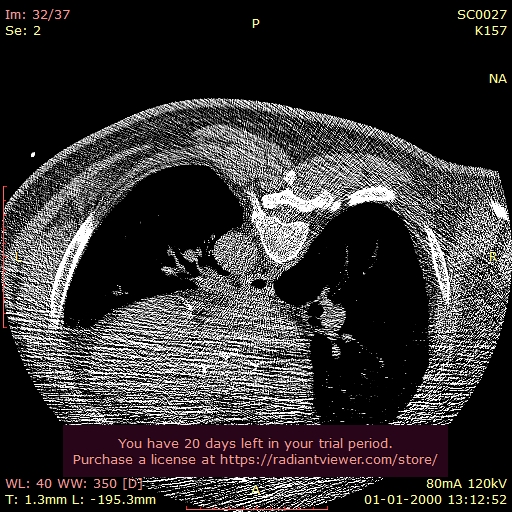 Im: 32/37
Se: 2
P
SC0027
K157
NA
You have 20 days left in your trial period.
Purchase a license at https://radiantviewer.com/store/
WL: 40 WW: 350 [D]
T: 1.3mm L: -195.3mm
A
80mA 120kV
01-01-2000 13:12:52